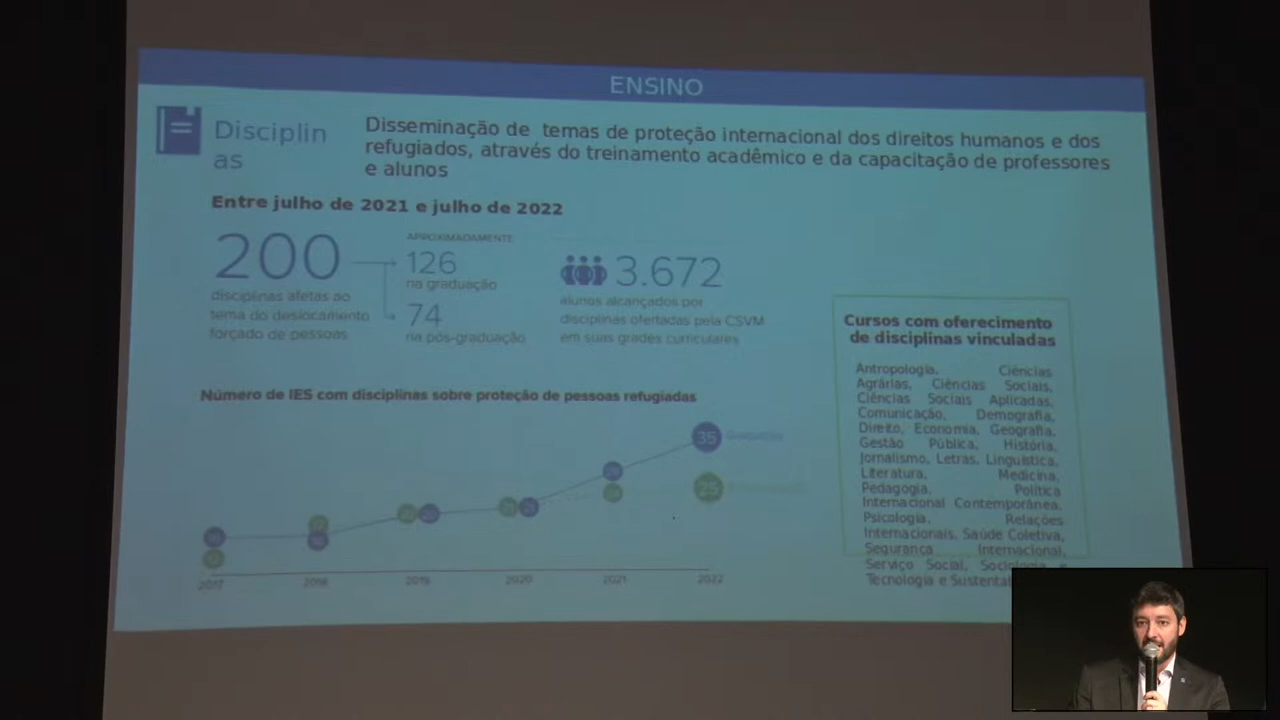 ENSINO
Disciplin
as
Disseminação de temas de proteção internacional dos direitos humanos e dos
refugiados, através do treinamento acadêmico e da capacitação de professores
e alunos
Entre julho de 2021 e julho de 2022
200
disciplinas afetas ao
tema do deslocamento
forçado de pessoas
APROXIMADAMENTE
126
na graduação
74
na pós-graduação
3.672
alunos alcançados por
disciplinas ofertadas pela CSVM
em suas grades curriculares
Número de IES com disciplinas sobre proteção de pessoas refugiadas
35
25
2017
2018
2019
2020
2021
2022
Cursos com oferecimento
de disciplinas vinculadas
Antropologia, Ciências
Agrárias, Ciências Sociais,
Ciências Sociais Aplicadas,
Comunicação, Demografia,
Direito, Economia, Geografia,
Gestão Pública, História,
Jornalismo, Letras, Linguística,
Literatura, Medicina,
Pedagogia, Política
Internacional Contemporânea,
Psicologia, Relações
Internacionais, Saúde Coletiva,
Segurança Internacional,
Serviço Social, Sociologia e
Tecnologia e